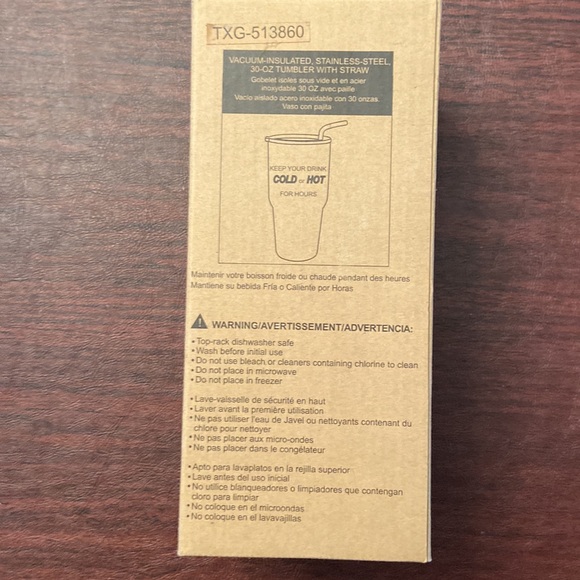 TXG-513860
VACUUM-INSULATED, STAINLESS-STEEL,
30-OZ TUMBLER WITH STRAW
Gobelet isolés sous vide et en acier
inoxydable 30 OZ avec paille
Vacío aislado acero inoxidable con 30 onzas
Vaso con pajita
KEEP YOUR DRINK
COLD or HOT
FOR HOURS
Maintenir votre boisson froide ou chaude pendant des heures
Mantiene su bebida Fría o Caliente por Horas
WARNING/AVERTISSEMENT/ADVERTENCIA:
• Top-rack dishwasher safe
• Wash before initial use
• Do not use bleach or cleaners containing chlorine to clean
• Do not place in microwave
• Do not place in freezer
• Lave-vaisselle de sécurité en haut
• Laver avant la première utilisation
• Ne pas utiliser l'eau de Javel ou nettoyants contenant du
chlore pour nettoyer
• Ne pas placer aux micro-ondes
• Ne pas placer dans le congélateur
• Apto para lavaplatos en la rejilla superior
• Lave antes del uso inicial
• No utilice blanqueadores o limpiadores que contengan
cloro para limpiar
• No coloque en el microondas
• No coloque en el lavavajillas